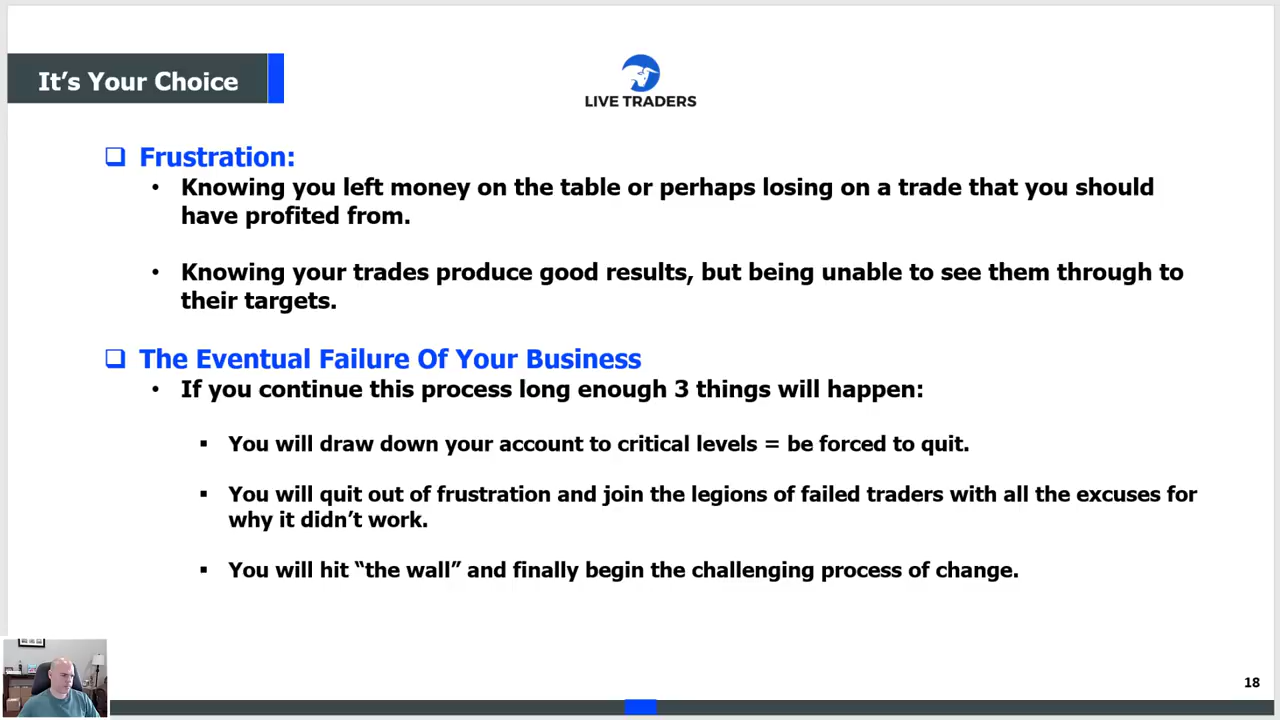 It’s Your Choice
LIVE TRADERS
❑ Frustration:
• Knowing you left money on the table or perhaps losing on a trade that you should
have profited from.
• Knowing your trades produce good results, but being unable to see them through to
their targets.
❑ The Eventual Failure Of Your Business
• If you continue this process long enough 3 things will happen:
▪ You will draw down your account to critical levels = be forced to quit.
▪ You will quit out of frustration and join the legions of failed traders with all the excuses for
why it didn’t work.
▪ You will hit “the wall” and finally begin the challenging process of change.
18